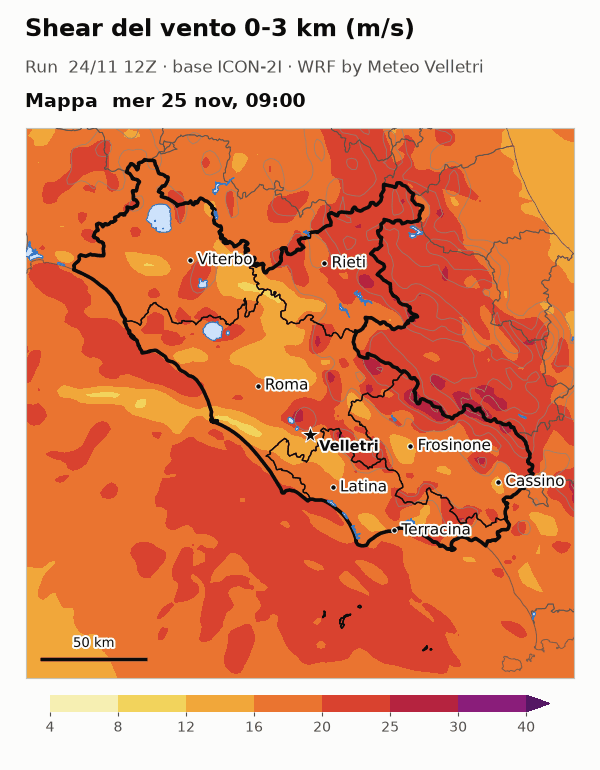 Shear del vento 0-3 km (m/s)
Run  24/11 12Z · base ICON-2I · WRF by Meteo Velletri
Mappa  mer 25 nov, 09:00
Viterbo
Rieti
Roma
Velletri
Frosinone
Cassino
Latina
Terracina
50 km
4 8 12 16 20 25 30 40